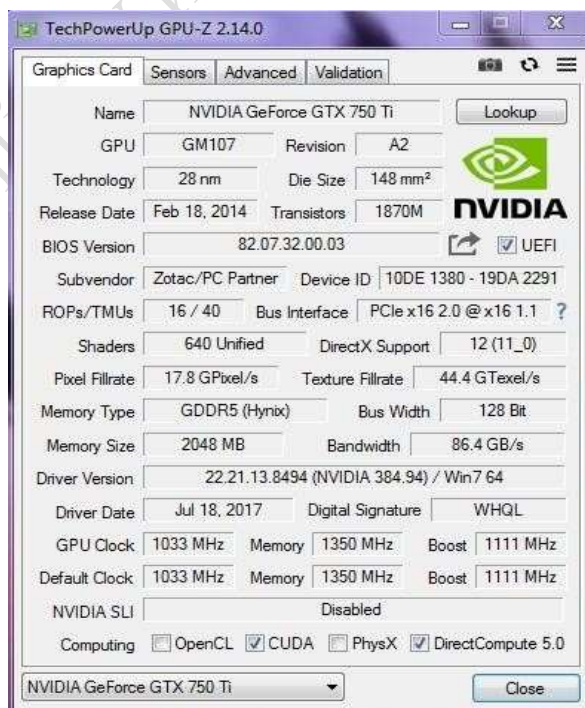 TechPowerUp GPU-Z 2.14.0
Graphics Card Sensors Advanced Validation
Name NVIDIA GeForce GTX 750 Ti Lookup
GPU GM107 Revision A2
Technology 28 nm Die Size 148 mm²
NVIDIA
Release Date Feb 18, 2014 Transistors 1870M
BIOS Version 82.07.32.00.03 UEFI
Subvendor Zotac/PC Partner Device ID 10DE 1380 - 19DA 2291
ROPs/TMUs 16 / 40 Bus Interface PCIe x16 2.0 @ x16 1.1 ?
Shaders 640 Unified DirectX Support 12 (11_0)
Pixel Fillrate 17.8 GPixel/s Texture Fillrate 44.4 GTexel/s
Memory Type GDDR5 (Hynix) Bus Width 128 Bit
Memory Size 2048 MB Bandwidth 86.4 GB/s
Driver Version 22.21.13.8494 (NVIDIA 384.94) / Win7 64
Driver Date Jul 18, 2017 Digital Signature WHQL
GPU Clock 1033 MHz Memory 1350 MHz Boost 1111 MHz
Default Clock 1033 MHz Memory 1350 MHz Boost 1111 MHz
NVIDIA SLI Disabled
Computing OpenCL CUDA PhysX DirectCompute 5.0
NVIDIA GeForce GTX 750 Ti Close